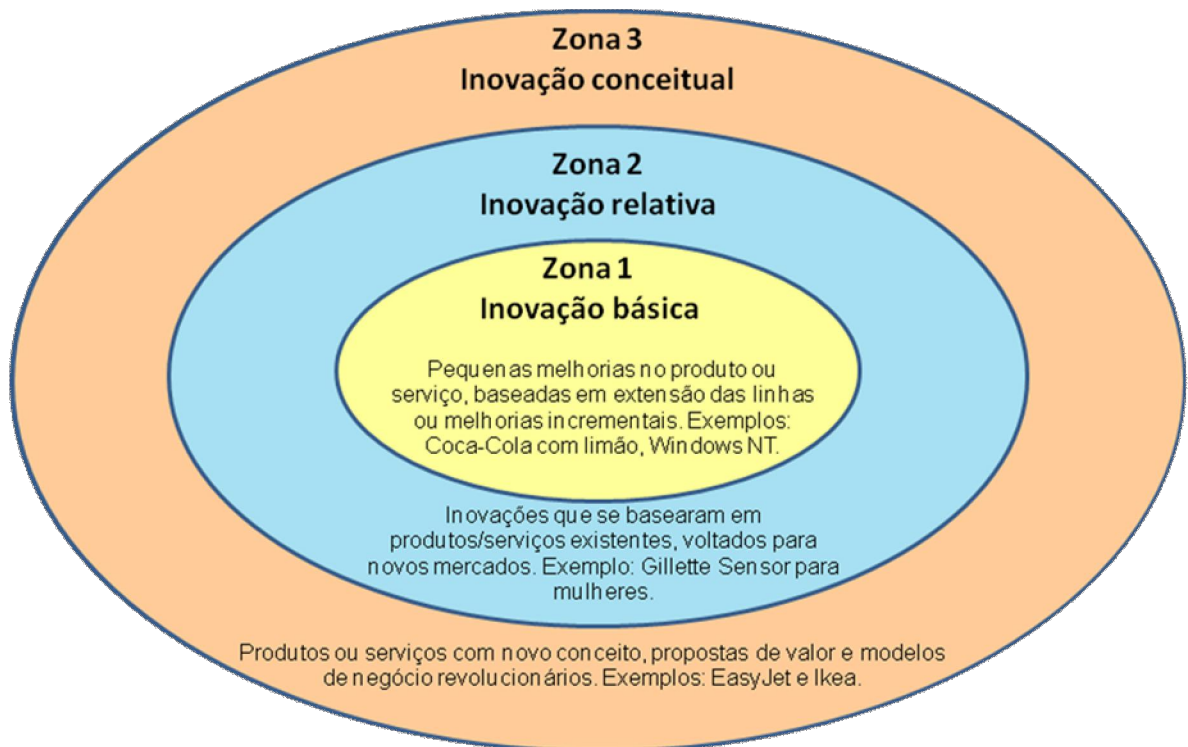 Zona 3
Inovação conceitual
Zona 2
Inovação relativa
Zona 1
Inovação básica
Pequenas melhorias no produto ou
serviço, baseadas em extensão das linhas
ou melhorias incrementais. Exemplos:
Coca-Cola com limão, Windows NT.
Inovações que se basearam em
produtos/serviços existentes, voltados para
novos mercados. Exemplo: Gillette Sensor para
mulheres.
Produtos ou serviços com novo conceito, propostas de valor e modelos
de negócio revolucionários. Exemplos: EasyJet e Ikea.